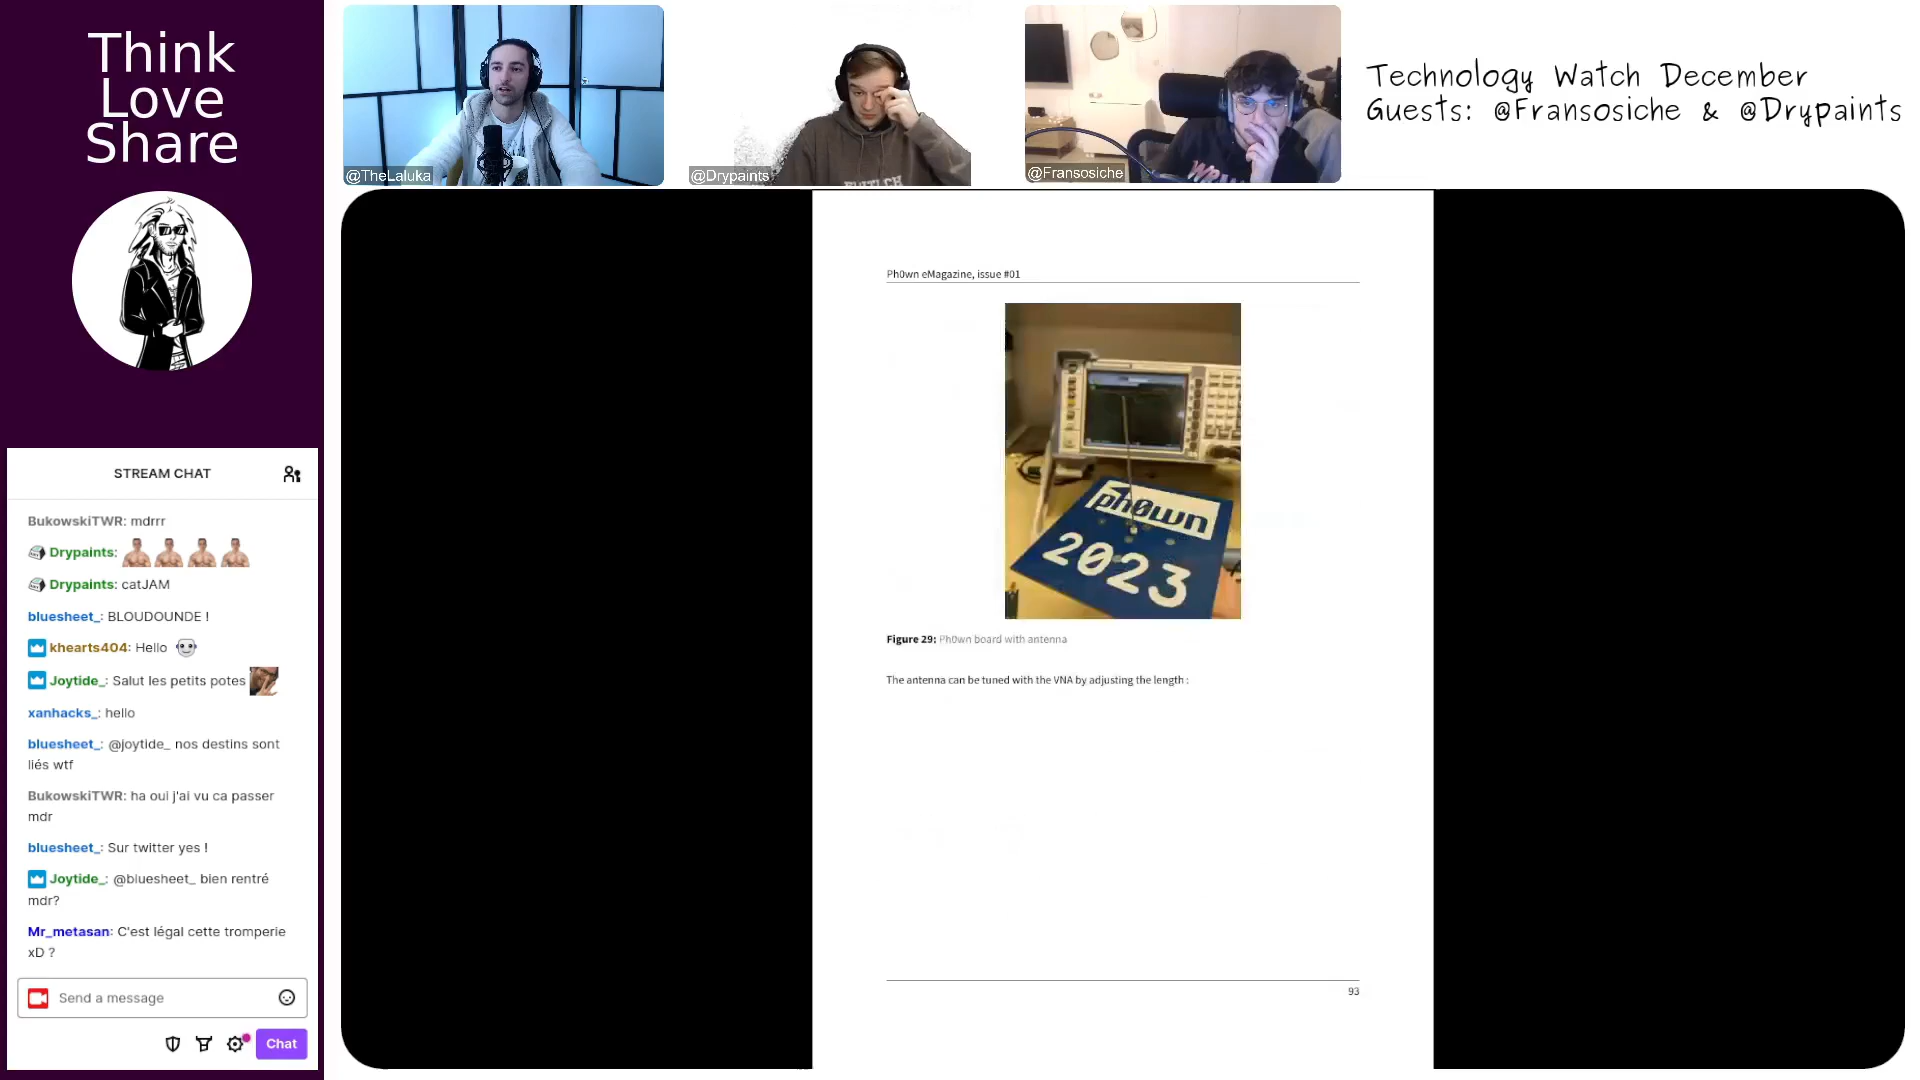 Think
Love
Share
@TheLaluka
@Drypaints
@Fransosiche
Technology Watch December
Guests: @Fransosiche & @Drypaints
STREAM CHAT
BukowskiTWR: mdrrr
Drypaints:
Drypaints: catJAM
bluesheet_: BLOUDOUNDE !
khearts404: Hello
Joytide_: Salut les petits potes
xanhacks_: hello
bluesheet_: @joytide_ nos destins sont
liés wtf
BukowskiTWR: ha oui j'ai vu ca passer
mdr
bluesheet_: Sur twitter yes !
Joytide_: @bluesheet_ bien rentré
mdr?
Mr_metasan: C'est légal cette tromperie
xD ?
Send a message
Chat
Ph0wn eMagazine, issue #01
ph0wn
2023
Figure 29: Ph0wn board with antenna
The antenna can be tuned with the VNA by adjusting the length :
93